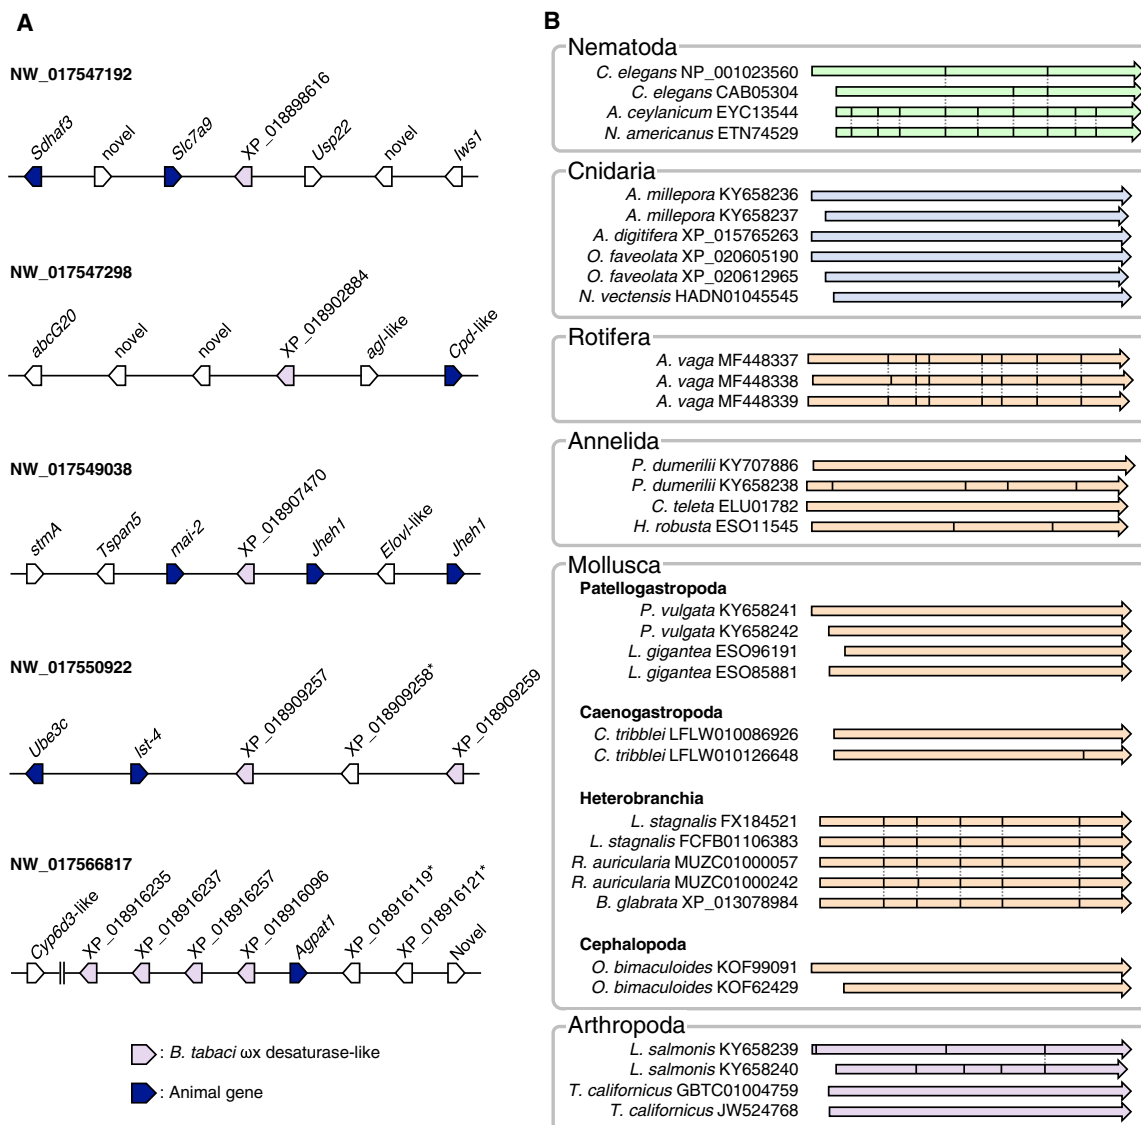 A
NW_017547192
Sdhaf3
novel
Slc7a9
XP_018898616
Usp22
novel
Iws1
NW_017547298
abcG20
novel
novel
XP_018902884
agl-like
Cpd-like
NW_017549038
stmA
Tspan5
mai-2
XP_018907470
Jheh1
Elovl-like
Jheh1
NW_017550922
Ube3c
Ist-4
XP_018909257
XP_018909258*
XP_018909259
NW_017566817
Cyp6d3-like
XP_018916235
XP_018916237
XP_018916257
XP_018916096
Agpat1
XP_018916119*
XP_018916121*
Novel
: B. tabaci ωx desaturase-like
: Animal gene
B
Nematoda
C. elegans NP_001023560
C. elegans CAB05304
A. ceylanicum EYC13544
N. americanus ETN74529
Cnidaria
A. millepora KY658236
A. millepora KY658237
A. digitifera XP_015765263
O. faveolata XP_020605190
O. faveolata XP_020612965
N. vectensis HADN01045545
Rotifera
A. vaga MF448337
A. vaga MF448338
A. vaga MF448339
Annelida
P. dumerilii KY707886
P. dumerilii KY658238
C. teleta ELU01782
H. robusta ESO11545
Mollusca
Patellogastropoda
P. vulgata KY658241
P. vulgata KY658242
L. gigantea ESO96191
L. gigantea ESO85881
Caenogastropoda
C. tribblei LFLW010086926
C. tribblei LFLW010126648
Heterobranchia
L. stagnalis FX184521
L. stagnalis FCFB01106383
R. auricularia MUZC01000057
R. auricularia MUZC01000242
B. glabrata XP_013078984
Cephalopoda
O. bimaculoides KOF99091
O. bimaculoides KOF62429
Arthropoda
L. salmonis KY658239
L. salmonis KY658240
T. californicus GBTC01004759
T. californicus JW524768